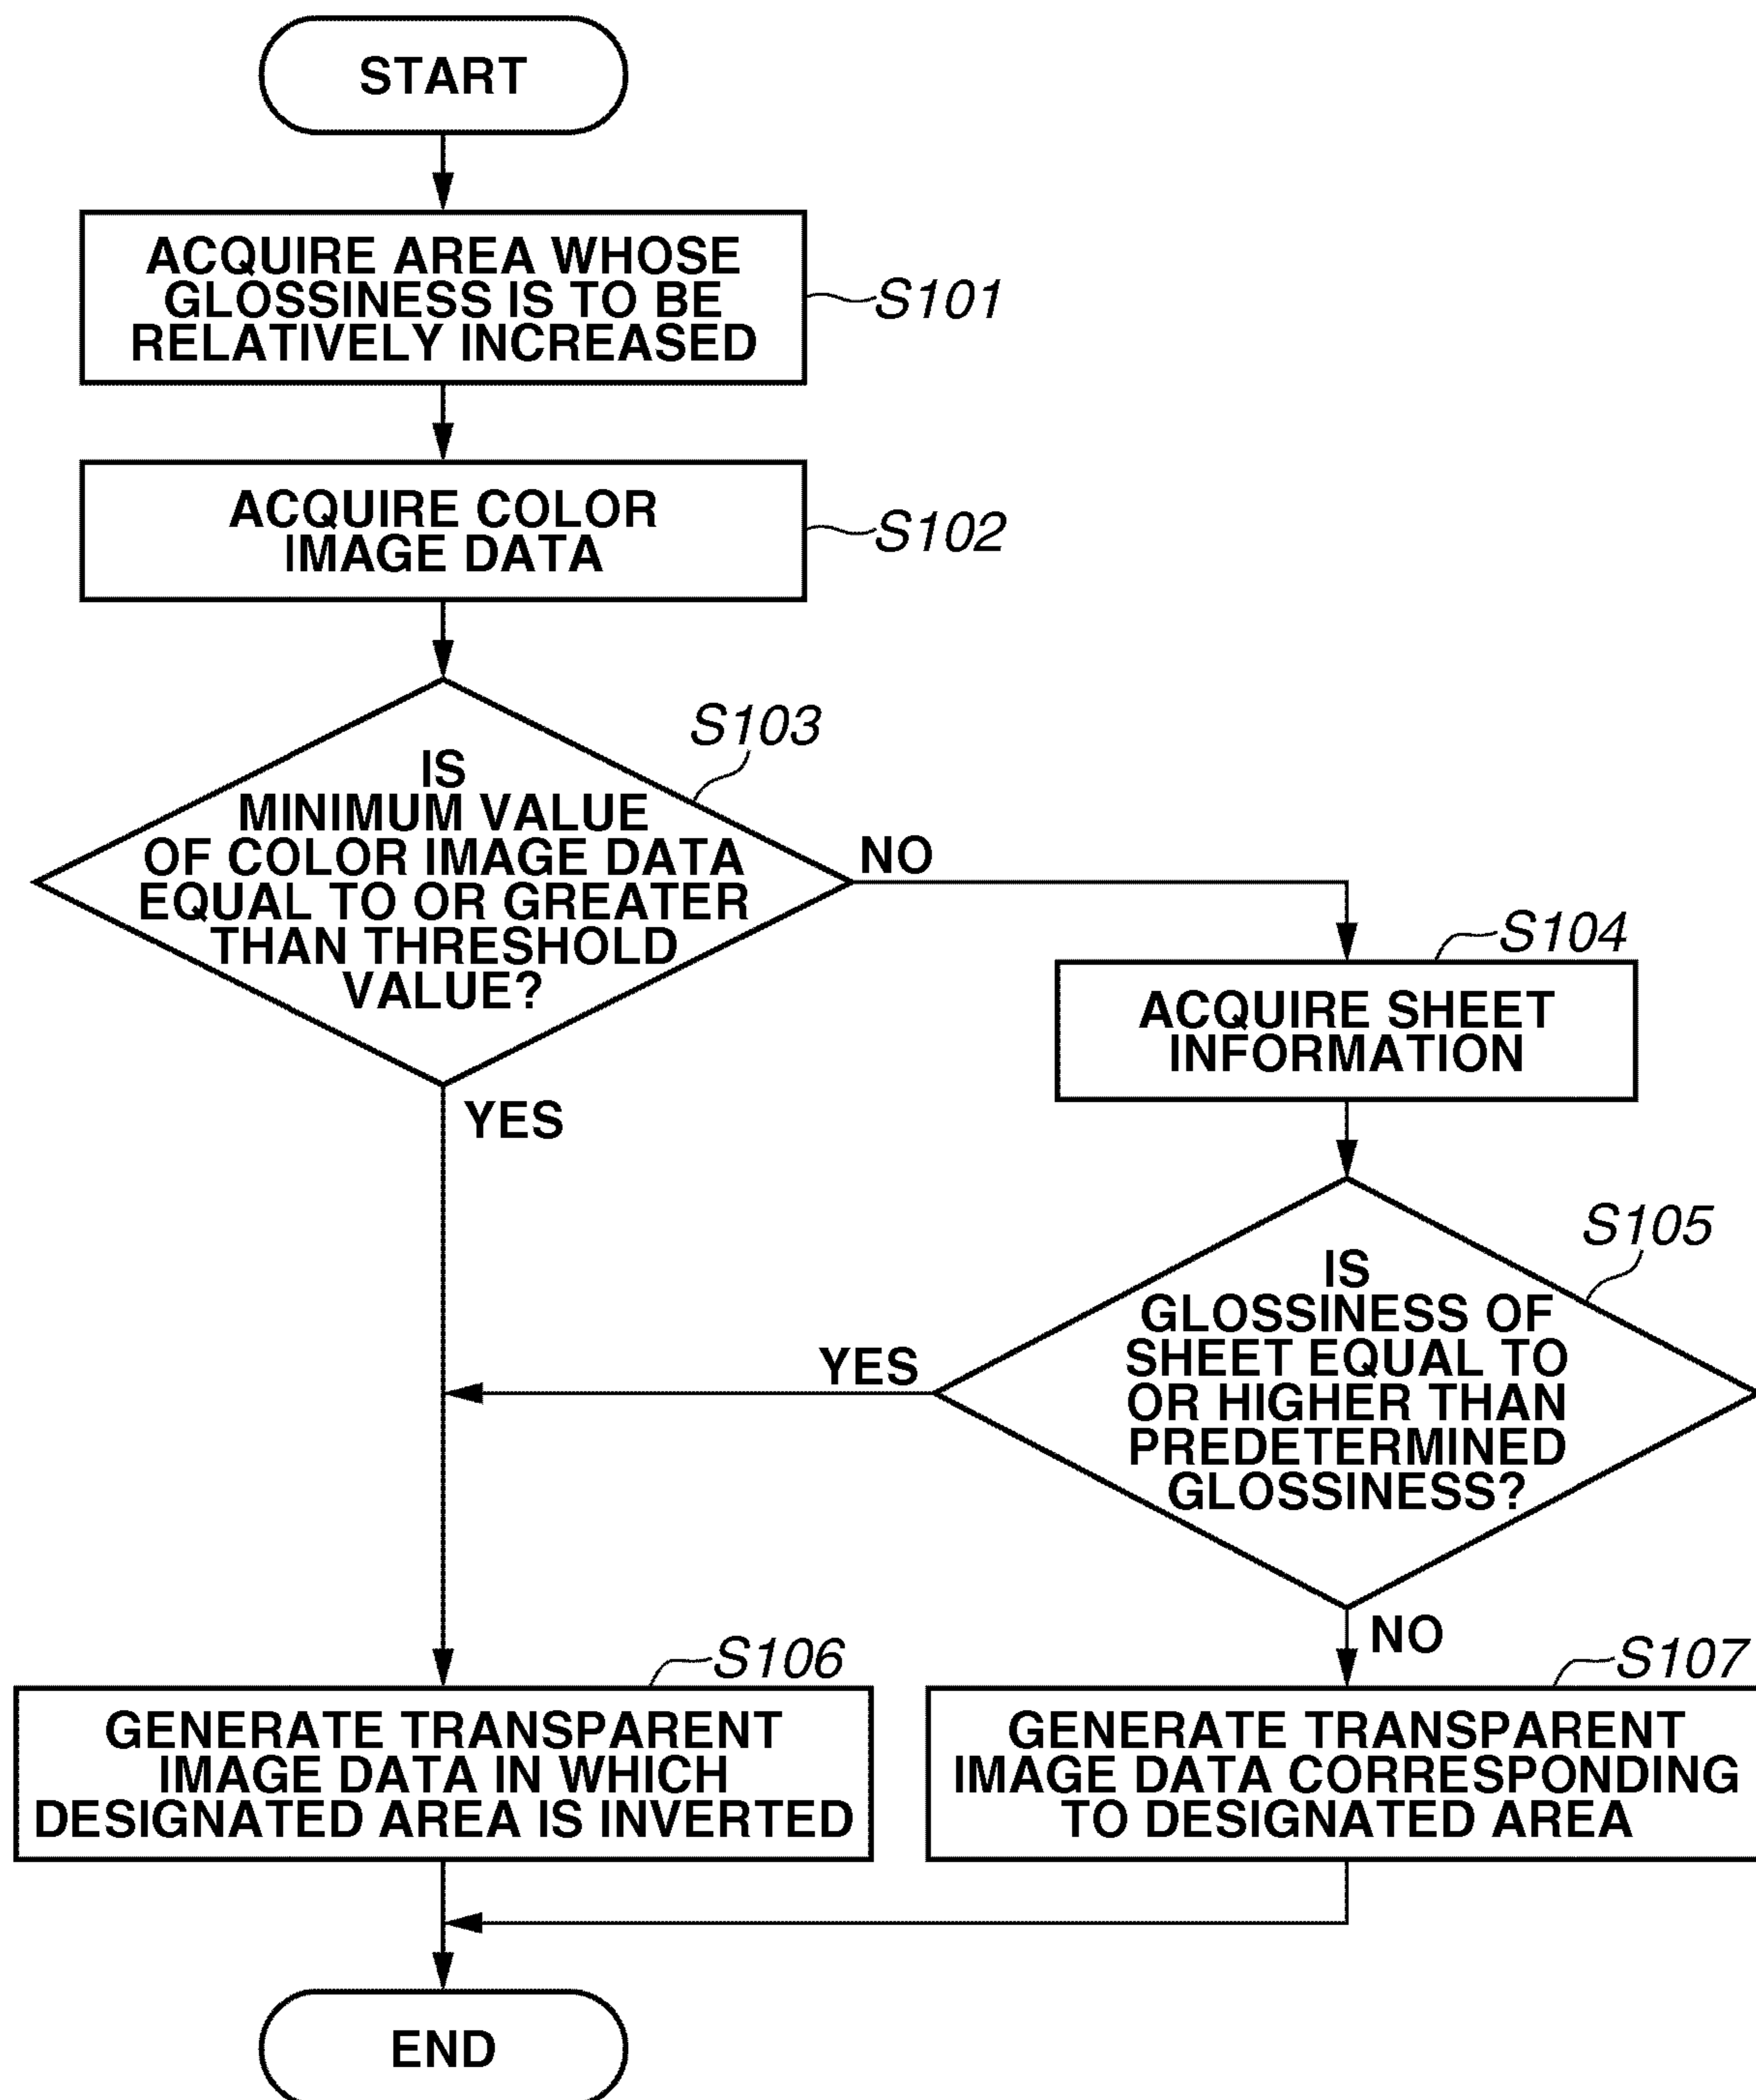 START
ACQUIRE AREA WHOSE
GLOSSINESS IS TO BE
RELATIVELY INCREASED
S101
ACQUIRE COLOR
IMAGE DATA
S102
S103
IS
MINIMUM VALUE
OF COLOR IMAGE DATA
EQUAL TO OR GREATER
THAN THRESHOLD
VALUE?
NO
YES
S104
ACQUIRE SHEET
INFORMATION
S105
IS
GLOSSINESS OF
SHEET EQUAL TO
OR HIGHER THAN
PREDETERMINED
GLOSSINESS?
YES
NO
S106
GENERATE TRANSPARENT
IMAGE DATA IN WHICH
DESIGNATED AREA IS INVERTED
S107
GENERATE TRANSPARENT
IMAGE DATA CORRESPONDING
TO DESIGNATED AREA
END